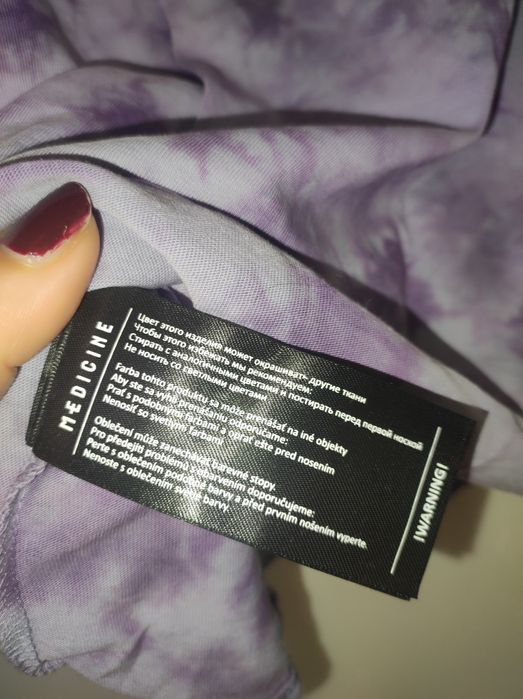 MEDICINE
Цвет этого изделия может окрашивать другие ткани
Чтобы этого избежать мы рекомендуем:
Стирать с аналогичными цветами и постирать перед первой ноской
Не носить со светлыми цветами
Farba tohto produktu sa môže prenášať na iné objekty
Aby ste sa vyhli prenášaniu odporúčame:
Prať s podobnými farbami a oprať ešte pred nosením
Nenosiť so svetlými farbami
Oblečení může zanechávat barevné stopy.
Pro předejití problémů s barvením doporučujeme:
Perte s oblečením podobné barvy a před prvním nošením vyperte.
Nenoste s oblečením světlé barvy.
!WARNING!